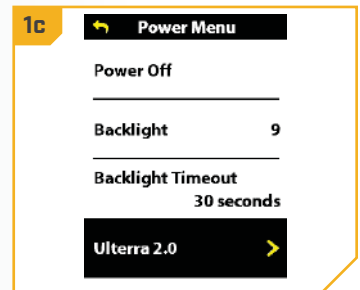 1c
Power Menu
Power Off
Backlight 9
Backlight Timeout
30 seconds
Ulterra 2.0